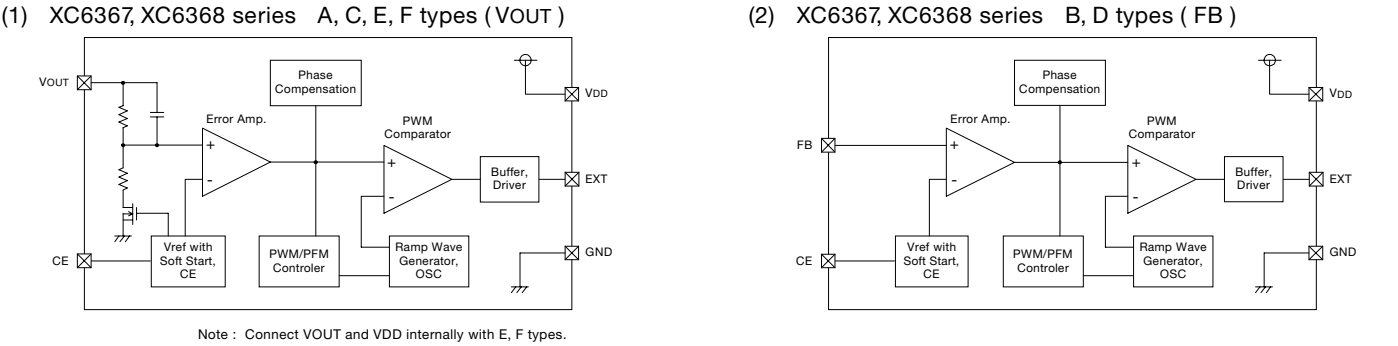 (1) XC6367, XC6368 series A, C, E, F types ( VOUT )
VOUT
Phase
Compensation
VDD
Error Amp.
PWM
Comparator
+
-
+
-
Buffer,
Driver
EXT
CE
Vref with
Soft Start,
CE
PWM/PFM
Controler
Ramp Wave
Generator,
OSC
GND
Note : Connect VOUT and VDD internally with E, F types.
(2) XC6367, XC6368 series B, D types ( FB )
Phase
Compensation
VDD
Error Amp.
PWM
Comparator
FB
+
-
+
-
Buffer,
Driver
EXT
CE
Vref with
Soft Start,
CE
PWM/PFM
Controler
Ramp Wave
Generator,
OSC
GND